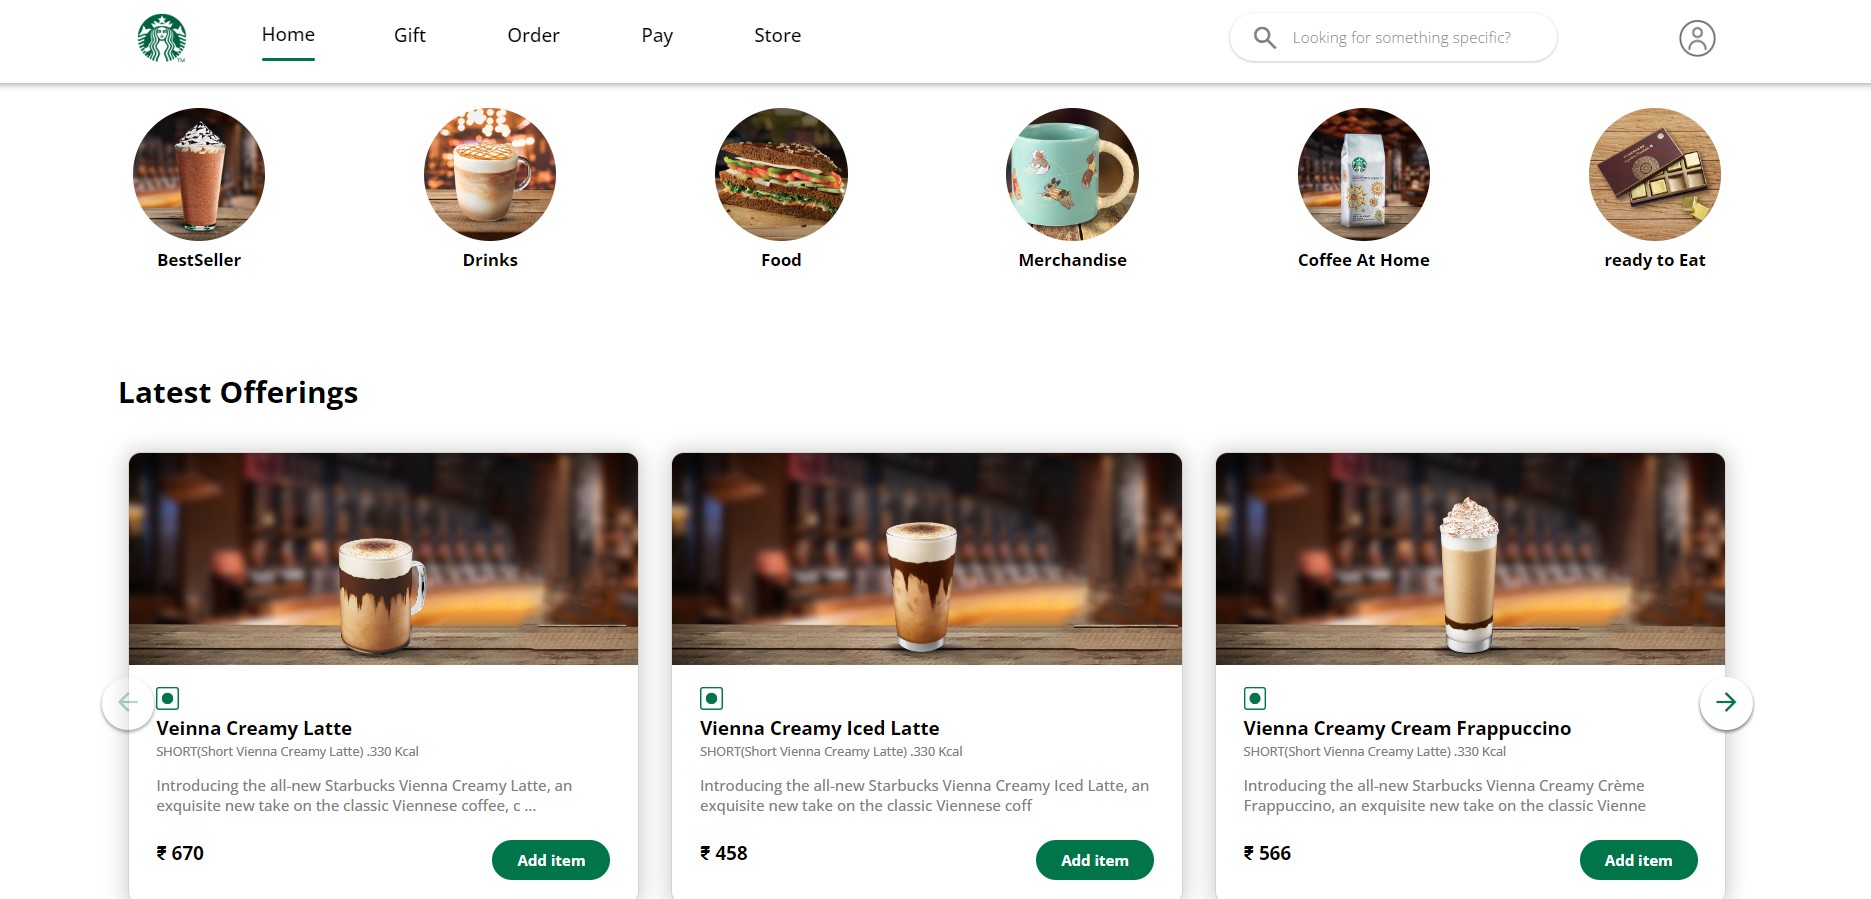 Home Gift Order Pay Store Looking for something specific?
BestSeller Drinks Food Merchandise Coffee At Home ready to Eat
Latest Offerings
Veinna Creamy Latte
SHORT(Short Vienna Creamy Latte) .330 Kcal
Introducing the all-new Starbucks Vienna Creamy Latte, an
exquisite new take on the classic Viennese coffee, c ...
₹ 670
Add item
Vienna Creamy Iced Latte
SHORT(Short Vienna Creamy Latte) .330 Kcal
Introducing the all-new Starbucks Vienna Creamy Iced Latte, an
exquisite new take on the classic Viennese coff
₹ 458
Add item
Vienna Creamy Cream Frappuccino
SHORT(Short Vienna Creamy Latte) .330 Kcal
Introducing the all-new Starbucks Vienna Creamy Crème
Frappuccino, an exquisite new take on the classic Vienne
₹ 566
Add item